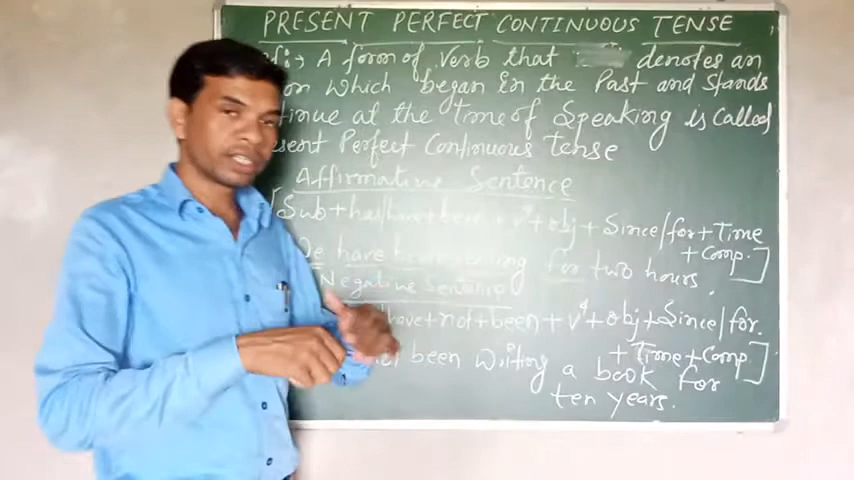 PRESENT PERFECT CONTINUOUS TENSE
A form of verb that denotes an
which began in the Past and Stands
at the time of Speaking is called
Perfect Continuous tense
Affirmative Sentence
Sub+has/have+been + obj + Since/for + Time
+ Comp.]
have been for two hours.
Negative Sentence
have+not+been + v⁴+obj+Since/for.
+ Time + Comp.]
been writing a book for
ten years.